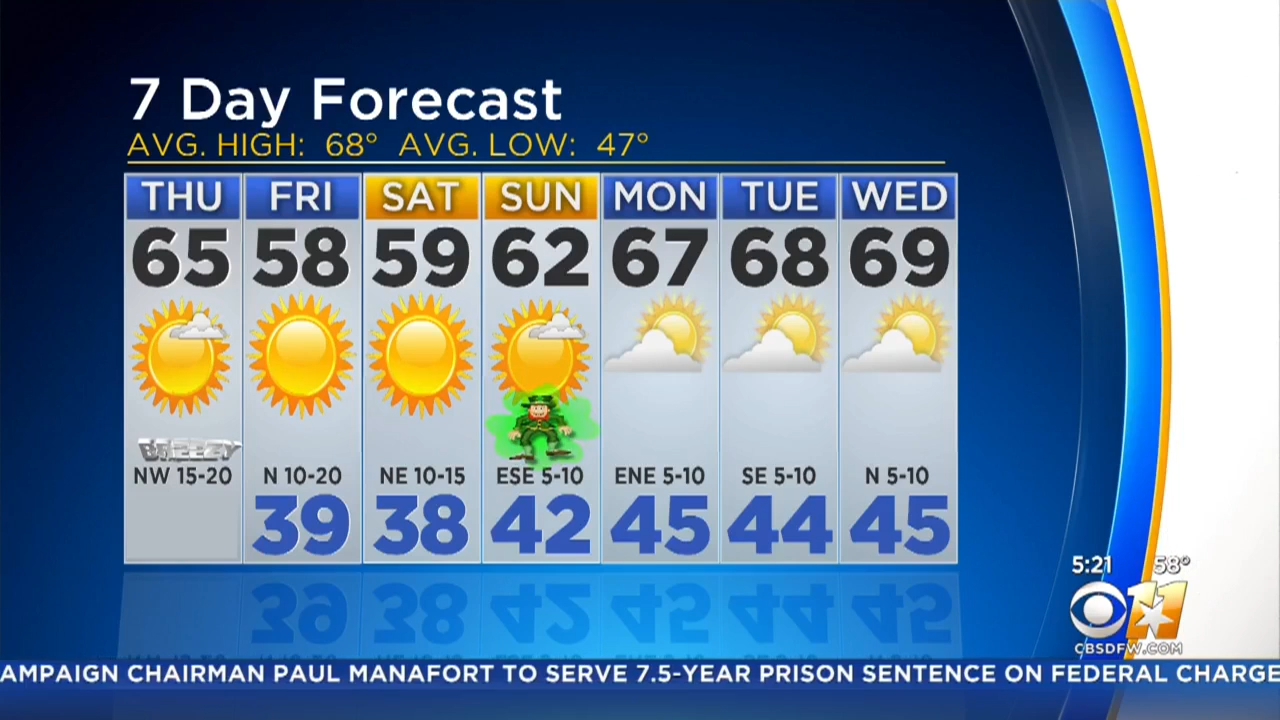 7 Day Forecast
AVG. HIGH: 68° AVG. LOW: 47°
THU FRI SAT SUN MON TUE WED
65 58 59 62 67 68 69
BREEZY
NW 15-20 N 10-20 NE 10-15 ESE 5-10 ENE 5-10 SE 5-10 N 5-10
39 38 42 45 44 45
5:21 58°
11
CBSDFW.COM
AMPAIGN CHAIRMAN PAUL MANAFORT TO SERVE 7.5-YEAR PRISON SENTENCE ON FEDERAL CHARGE